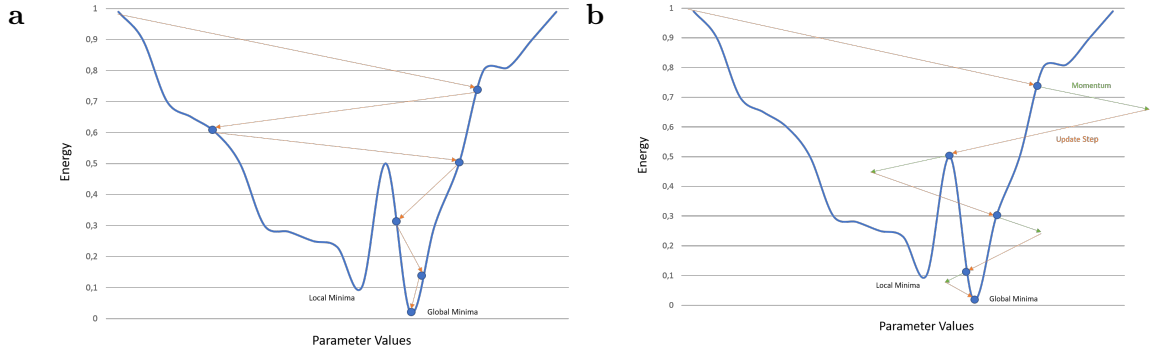 a
1
0,9
0,8
0,7
0,6
0,5
0,4
0,3
0,2
0,1
0
Energy
Local Minima
Global Minima
Parameter Values
b
1
0,9
0,8
0,7
0,6
0,5
0,4
0,3
0,2
0,1
0
Energy
Momentum
Update Step
Local Minima
Global Minima
Parameter Values